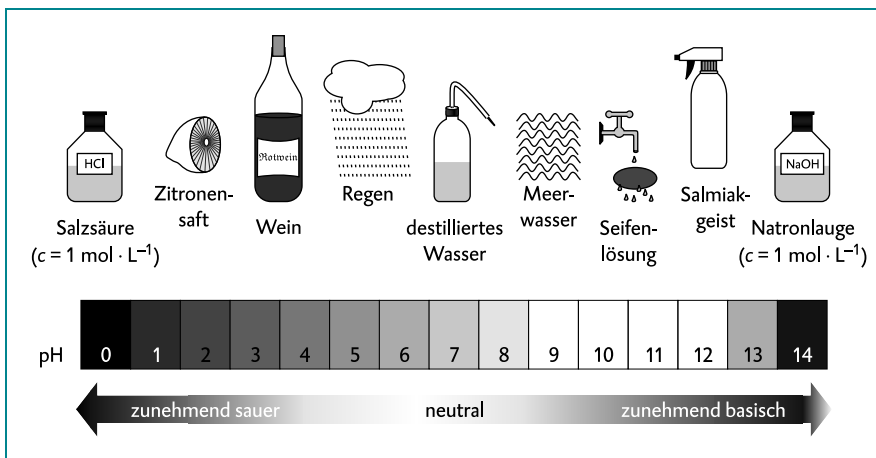 HCl
Salzsäure
(c = 1 mol · L⁻¹)
Zitronen-
saft
Rotwein
Wein
Regen
destilliertes
Wasser
Meer-
wasser
Seifen-
lösung
Salmiak-
geist
NaOH
Natronlauge
(c = 1 mol · L⁻¹)
pH 0 1 2 3 4 5 6 7 8 9 10 11 12 13 14
zunehmend sauer neutral zunehmend basisch